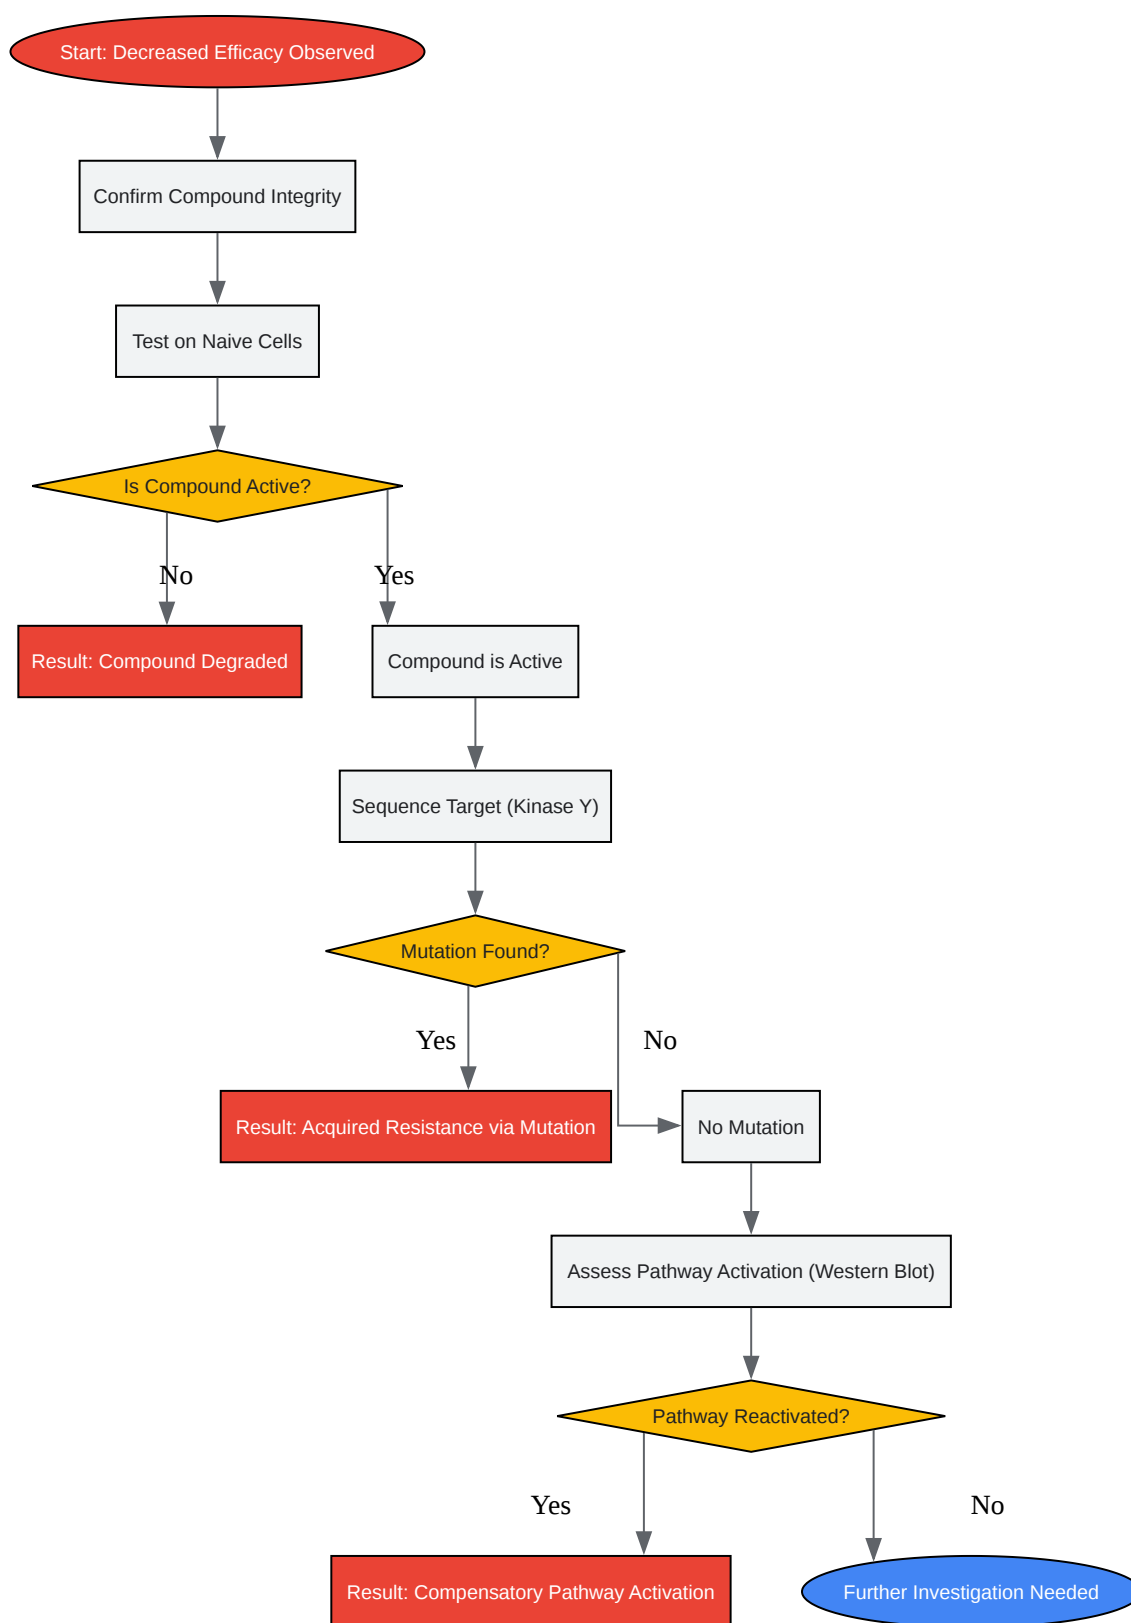 Start: Decreased Efficacy Observed
Confirm Compound Integrity
Test on Naive Cells
Is Compound Active?
No
Yes
Result: Compound Degraded
Compound is Active
Sequence Target (Kinase Y)
Mutation Found?
Yes
No
Result: Acquired Resistance via Mutation
No Mutation
Assess Pathway Activation (Western Blot)
Pathway Reactivated?
Yes
No
Result: Compensatory Pathway Activation
Further Investigation Needed